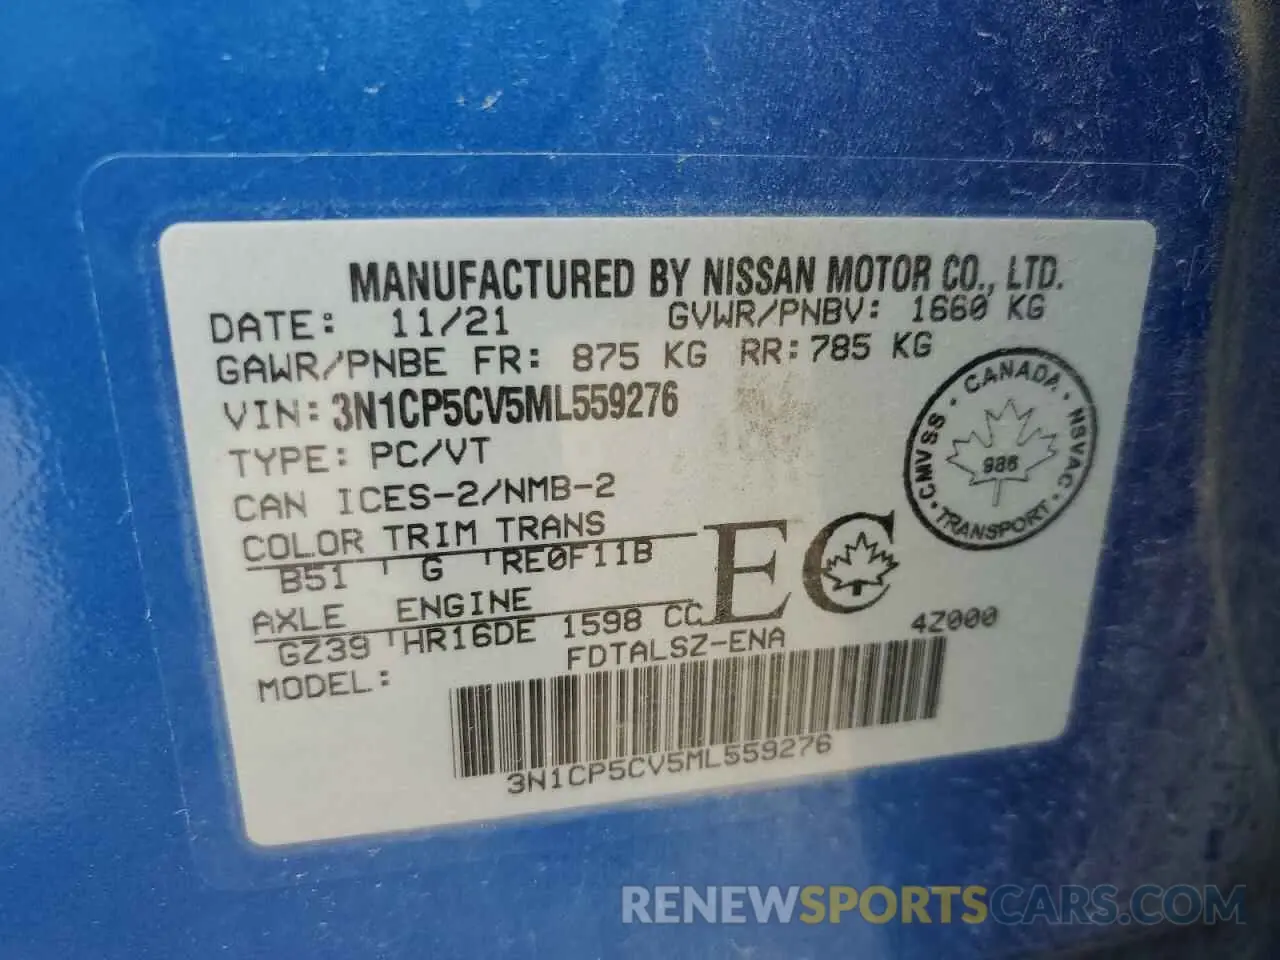 MANUFACTURED BY NISSAN MOTOR CO., LTD.
DATE: 11/21 GVWR/PNBV: 1660 KG
GAWR/PNBE FR: 875 KG RR:785 KG
VIN: 3N1CP5CV5ML559276
TYPE: PC/VT
CAN ICES-2/NMB-2
COLOR TRIM TRANS
B51 G RE0F11B
AXLE ENGINE
GZ39 HR16DE 1598 CC
MODEL: FDTALSZ-ENA 4Z000
EC
CANADA · NSVAC · TRANSPORT · CMVSS ·
986
3N1CP5CV5ML559276
RENEWSPORTSCARS.COM